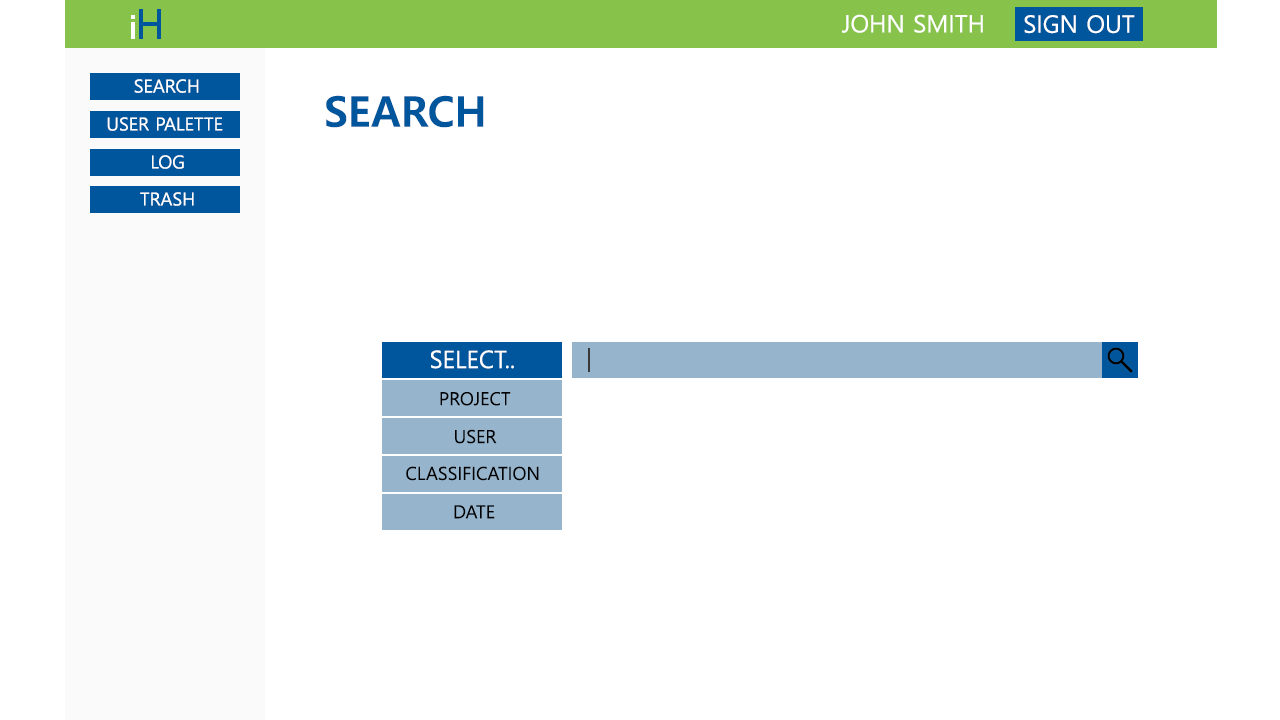 iH
JOHN SMITH
SIGN OUT
SEARCH
USER PALETTE
LOG
TRASH
SEARCH
SELECT..
PROJECT
USER
CLASSIFICATION
DATE